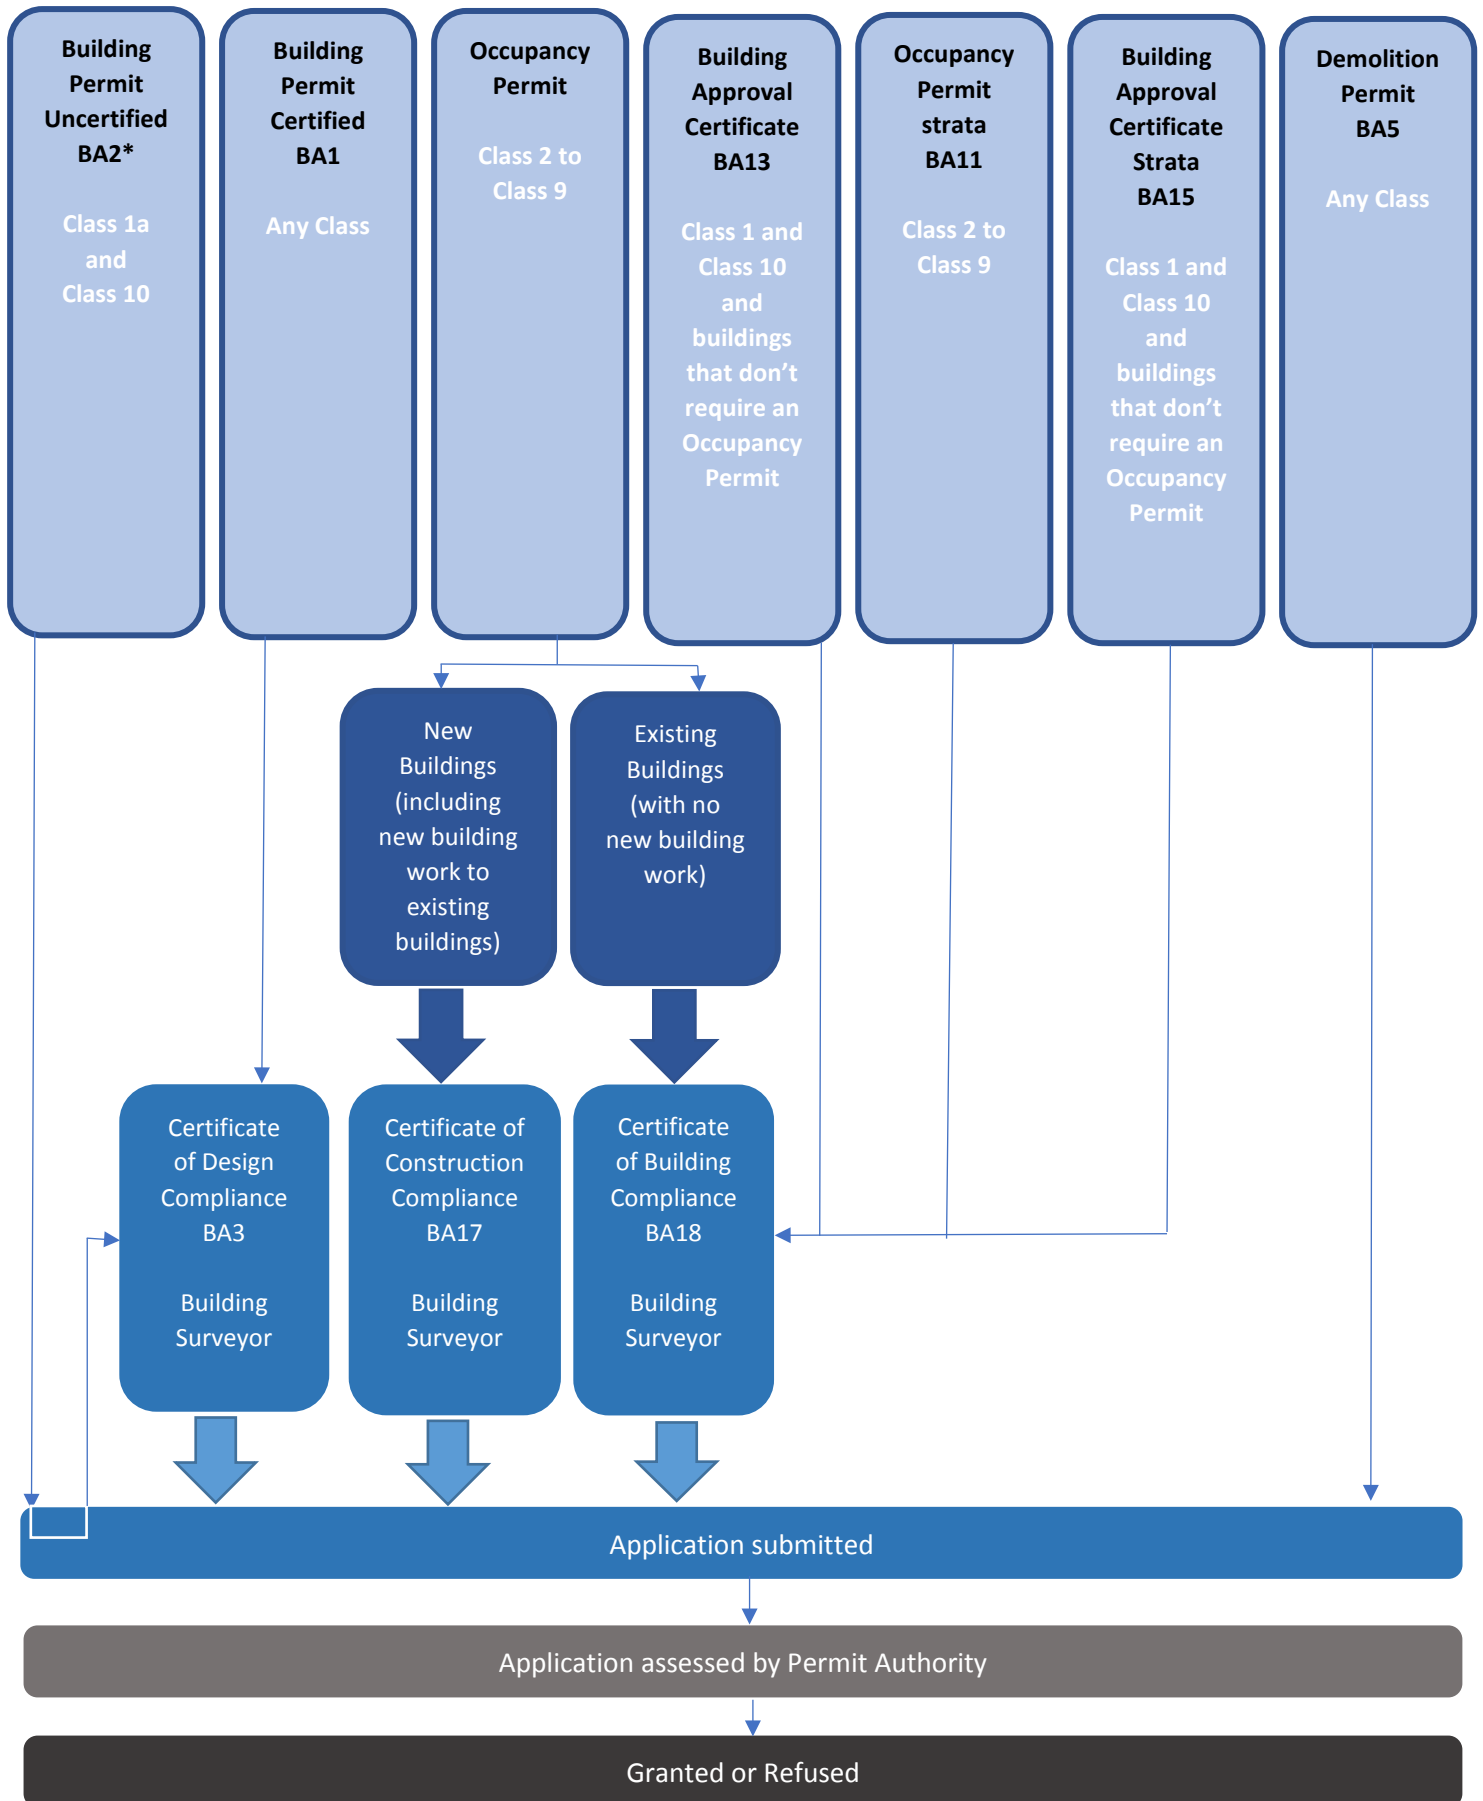 Building
Permit
Uncertified
BA2*
Class 1a
and
Class 10
Building
Permit
Certified
BA1
Any Class
Occupancy
Permit
Class 2 to
Class 9
Building
Approval
Certificate
BA13
Class 1 and
Class 10
and
buildings
that don’t
require an
Occupancy
Permit
Occupancy
Permit
strata
BA11
Class 2 to
Class 9
Building
Approval
Certificate
Strata
BA15
Class 1 and
Class 10
and
buildings
that don’t
require an
Occupancy
Permit
Demolition
Permit
BA5
Any Class
New
Buildings
(including
new building
work to
existing
buildings)
Existing
Buildings
(with no
new building
work)
Certificate
of Design
Compliance
BA3
Building
Surveyor
Certificate of
Construction
Compliance
BA17
Building
Surveyor
Certificate
of Building
Compliance
BA18
Building
Surveyor
Application submitted
Application assessed by Permit Authority
Granted or Refused